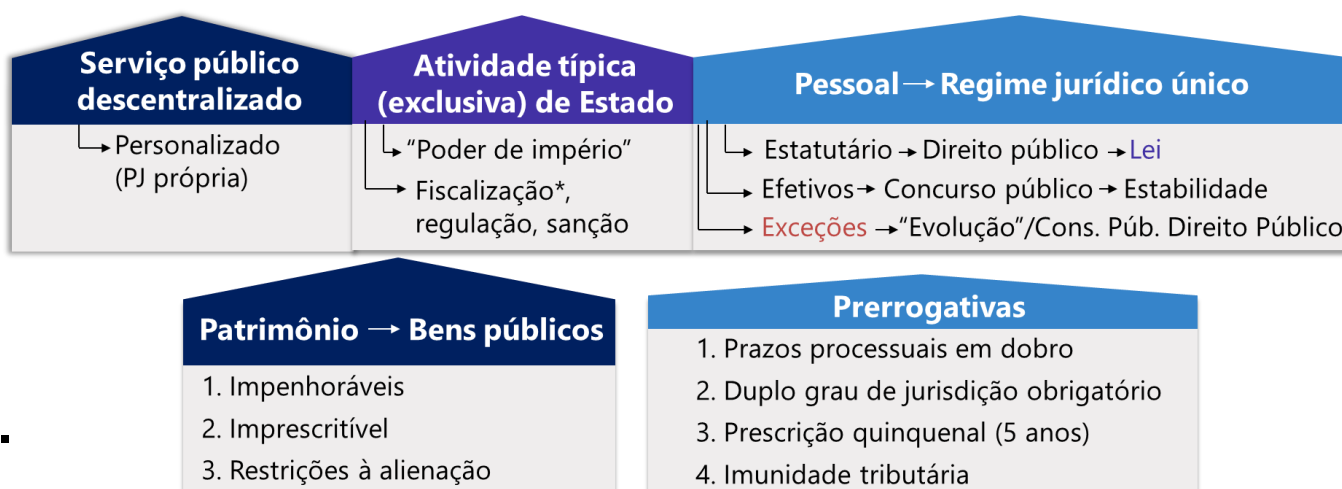 Serviço público
descentralizado
Personalizado
(PJ própria)
Atividade típica
(exclusiva) de Estado
"Poder de império"
Fiscalização*,
regulação, sanção
Pessoal → Regime jurídico único
Estatutário → Direito público → Lei
Efetivos → Concurso público → Estabilidade
Exceções → "Evolução"/Cons. Púb. Direito Público
Patrimônio → Bens públicos
1. Impenhoráveis
2. Imprescritível
3. Restrições à alienação
Prerrogativas
1. Prazos processuais em dobro
2. Duplo grau de jurisdição obrigatório
3. Prescrição quinquenal (5 anos)
4. Imunidade tributária